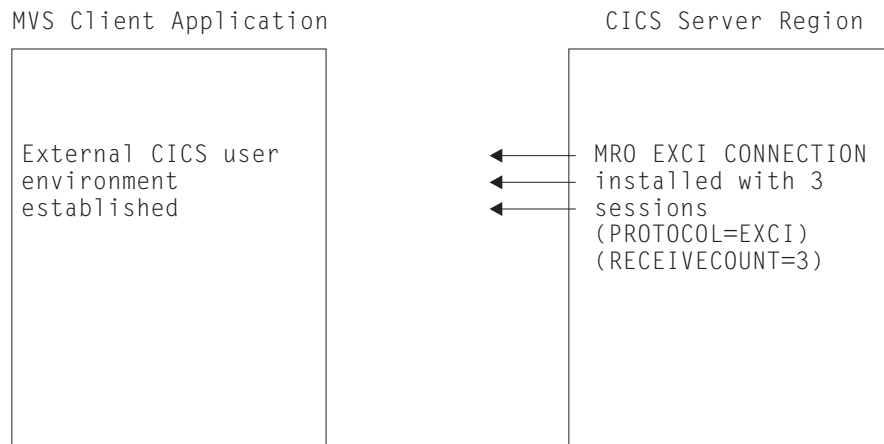 MVS Client Application
CICS Server Region
External CICS user
environment
established
MRO EXCI CONNECTION
installed with 3
sessions
(PROTOCOL=EXCI)
(RECEIVECOUNT=3)